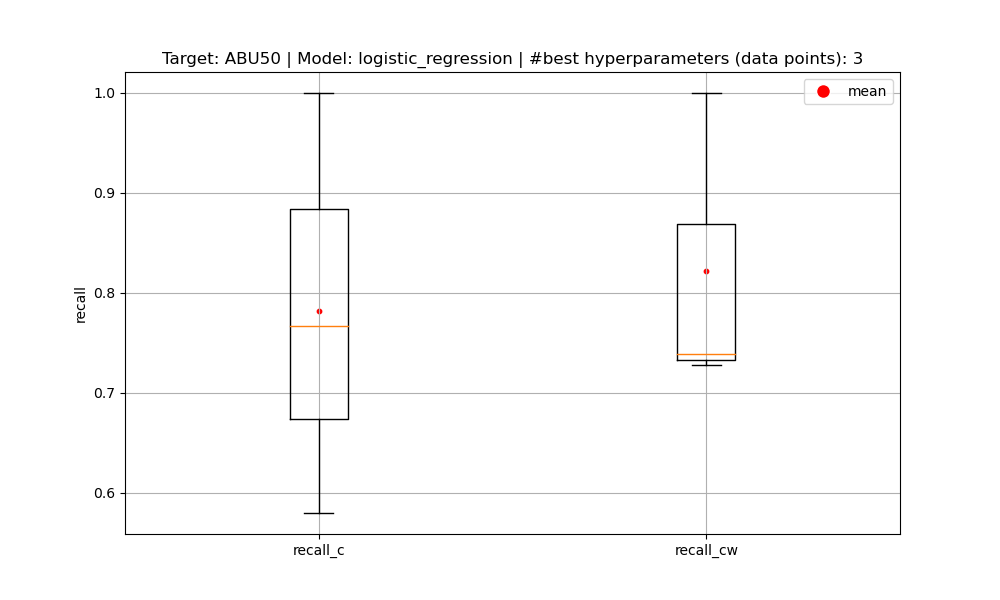 Target: ABU50 | Model: logistic_regression | #best hyperparameters (data points): 3
mean
1.0
0.9
0.8
0.7
0.6
recall
recall_c
recall_cw